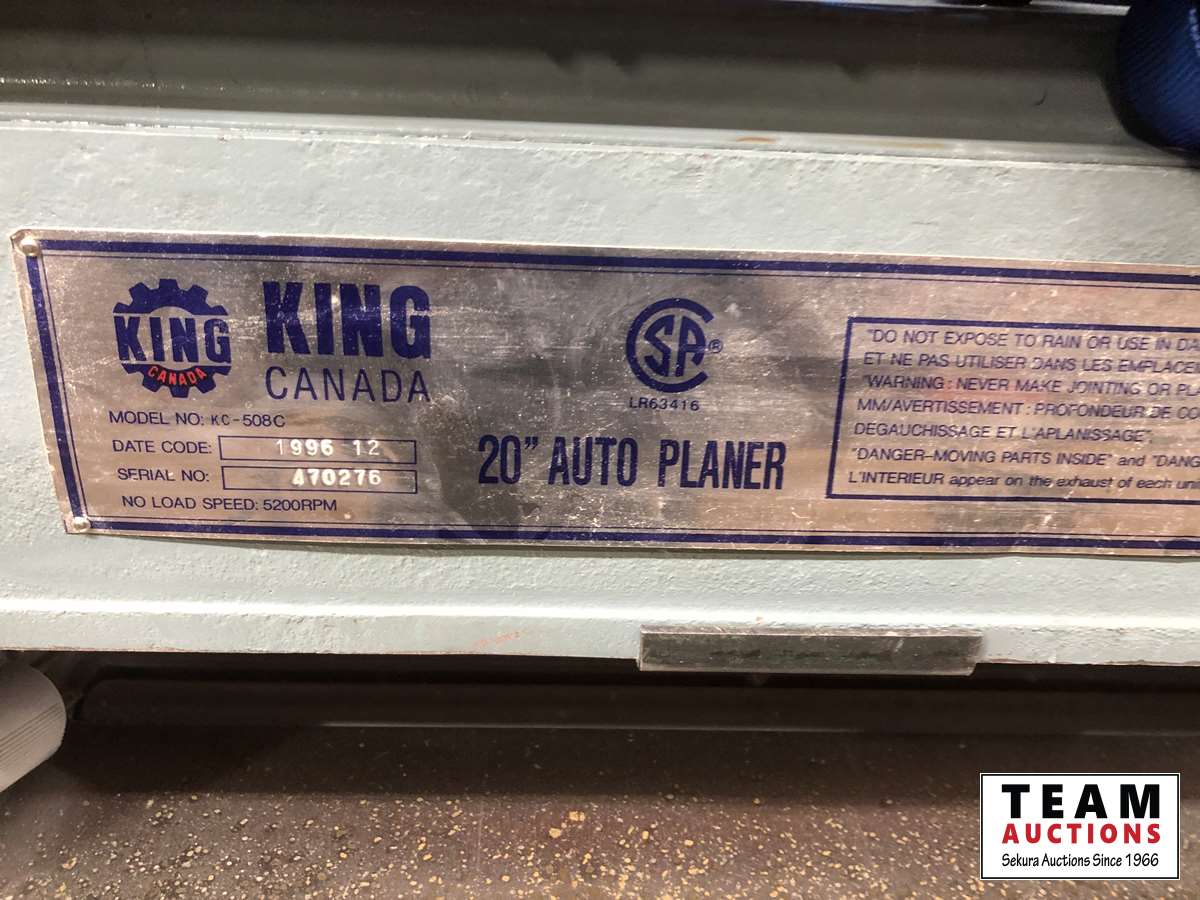 KING
CANADA
KING
CANADA
MODEL NO: KC-508C
DATE CODE: 1996 12
SERIAL NO: 470276
NO LOAD SPEED: 5200RPM
CSA®
LR63416
20" AUTO PLANER
"DO NOT EXPOSE TO RAIN OR USE IN
ET NE PAS UTILISER DANS LES
"WARNING: NEVER MAKE JOINTING OR
MM/AVERTISSEMENT: PROFONDEUR DE
DEGAUCHISSAGE ET L'APLANISSAGE",
"DANGER-MOVING PARTS INSIDE" and
L'INTERIEUR appear on the exhaust of each
TEAM
AUCTIONS
Sekura Auctions Since 1966